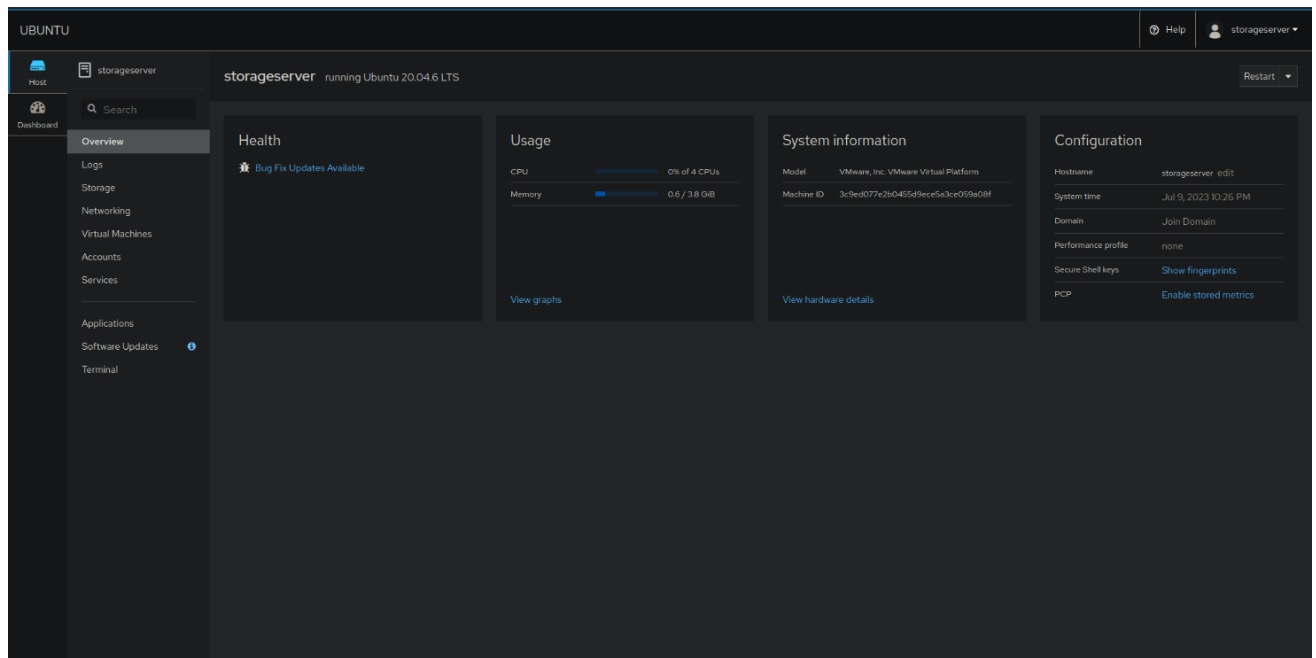 UBUNTU
Help
storageserver
Host
Dashboard
storageserver
Search
Overview
Logs
Storage
Networking
Virtual Machines
Accounts
Services
Applications
Software Updates
Terminal
storageserver running Ubuntu 20.04.6 LTS
Restart
Health
Bug Fix Updates Available
Usage
CPU 0% of 4 CPUs
Memory 0.6 / 3.8 GiB
View graphs
System information
Model VMware, Inc. VMware Virtual Platform
Machine ID 3c9ed077e2b0455d9ece5a3ce059a08f
View hardware details
Configuration
Hostname storageserver edit
System time Jul 9, 2023 10:26 PM
Domain Join Domain
Performance profile none
Secure Shell keys Show fingerprints
PCP Enable stored metrics